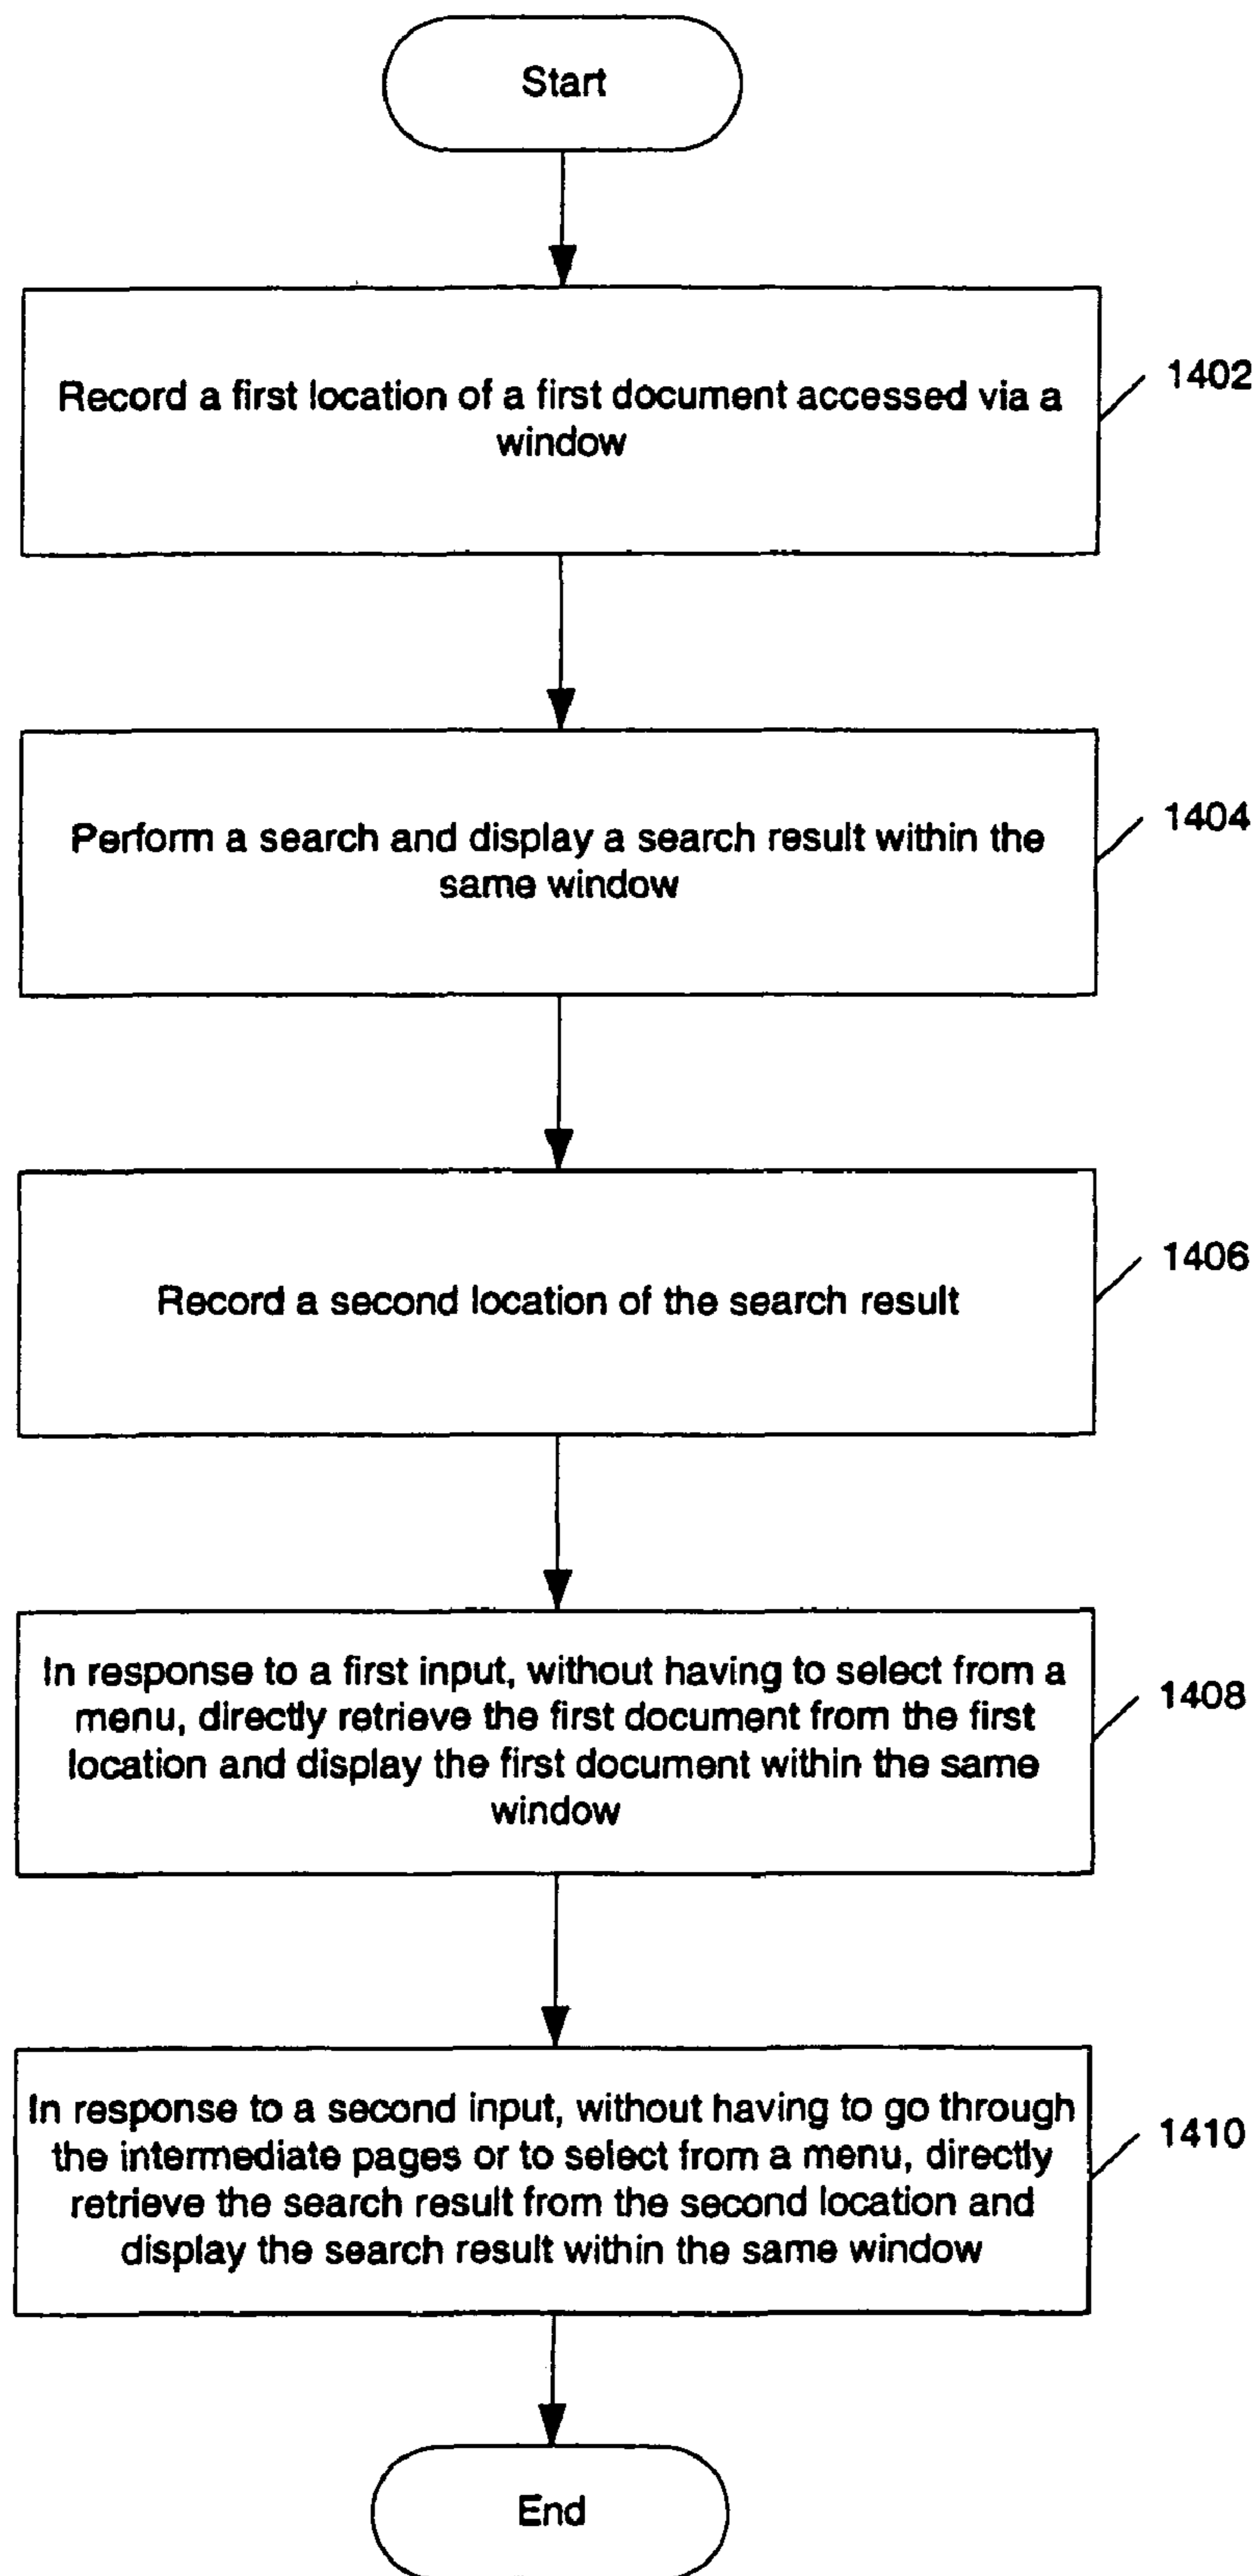 Start
Record a first location of a first document accessed via a
window
1402
Perform a search and display a search result within the
same window
1404
Record a second location of the search result
1406
In response to a first input, without having to select from a
menu, directly retrieve the first document from the first
location and display the first document within the same
window
1408
In response to a second input, without having to go through
the intermediate pages or to select from a menu, directly
retrieve the search result from the second location and
display the search result within the same window
1410
End